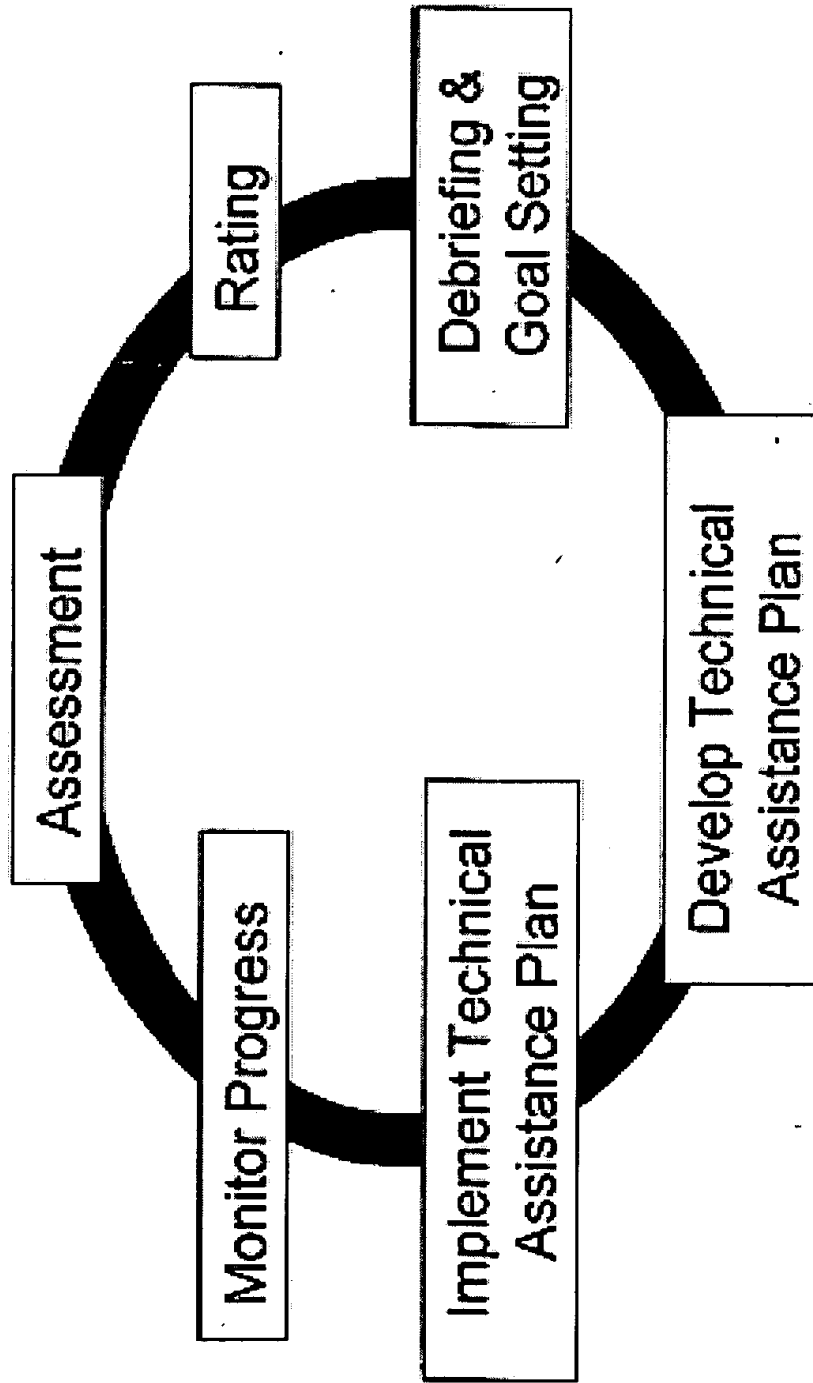 Assessment
Rating
Debriefing &
Goal Setting
Develop Technical
Assistance Plan
Implement Technical
Assistance Plan
Monitor Progress